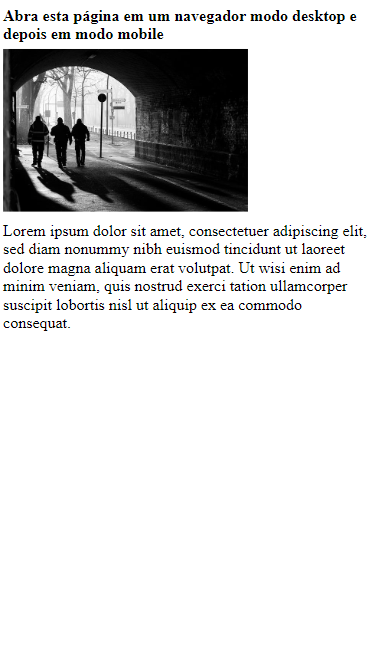 Abra esta página em um navegador modo desktop e
depois em modo mobile
Lorem ipsum dolor sit amet, consectetuer adipiscing elit,
sed diam nonummy nibh euismod tincidunt ut laoreet
dolore magna aliquam erat volutpat. Ut wisi enim ad
minim veniam, quis nostrud exerci tation ullamcorper
suscipit lobortis nisl ut aliquip ex ea commodo
consequat.